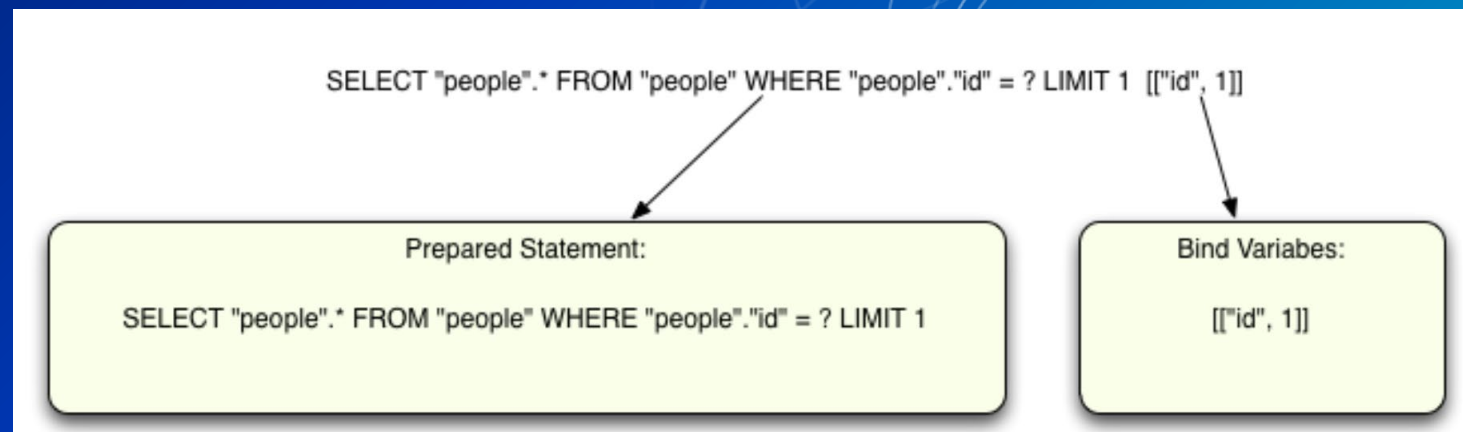 SELECT "people".* FROM "people" WHERE "people"."id" = ? LIMIT 1 [["id", 1]]
Prepared Statement:
SELECT "people".* FROM "people" WHERE "people"."id" = ? LIMIT 1
Bind Variabes:
[["id", 1]]